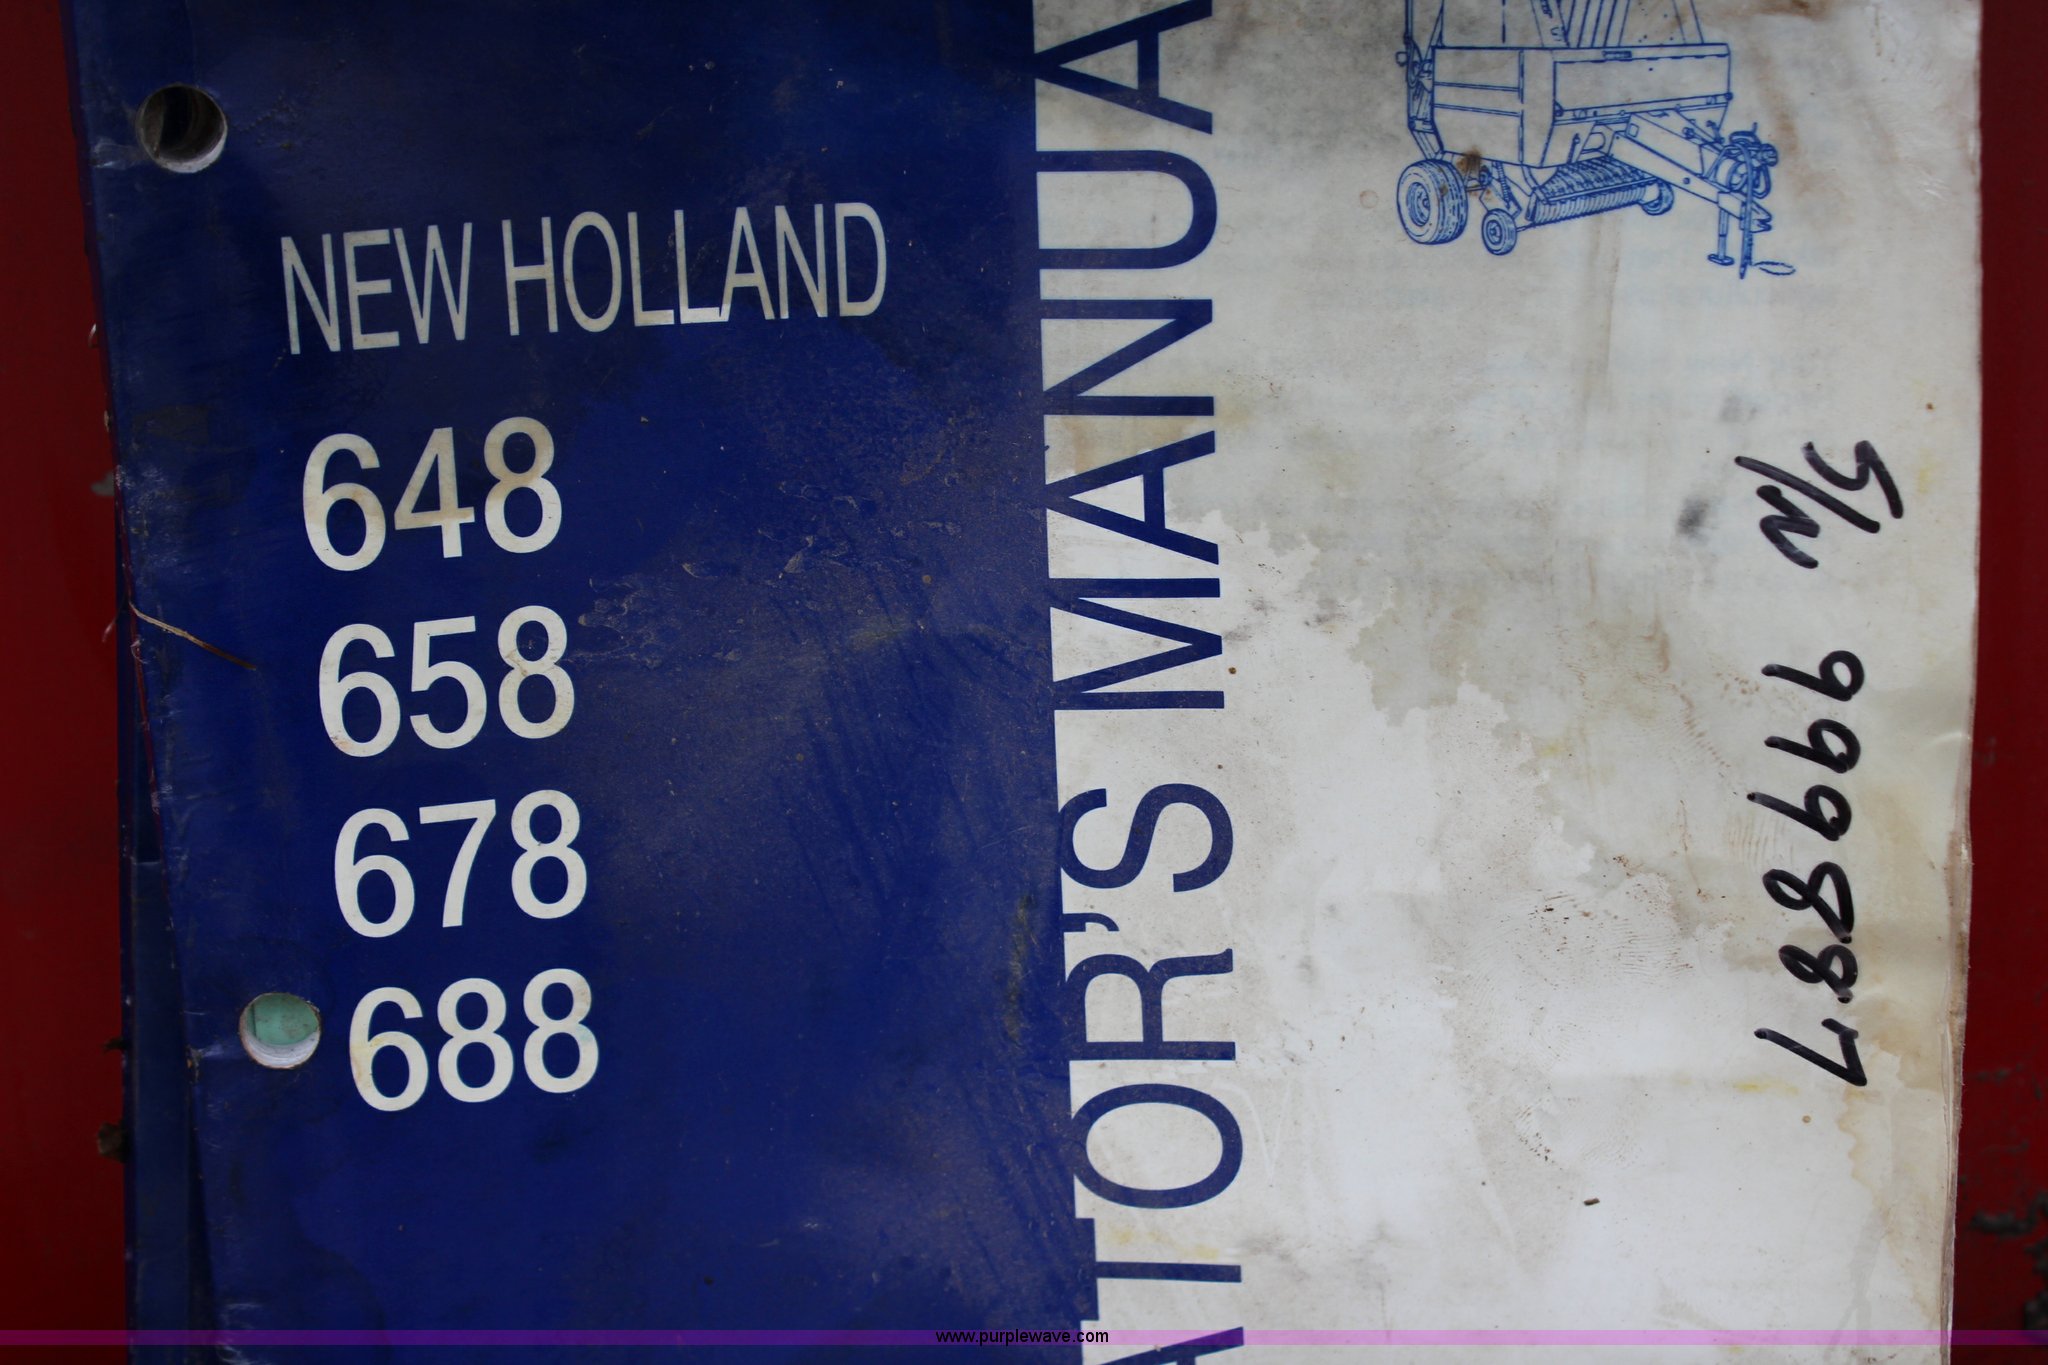 NEW HOLLAND
648
658
678
688
ATOR'S MANUA
S/N 999887
www.purplewave.com